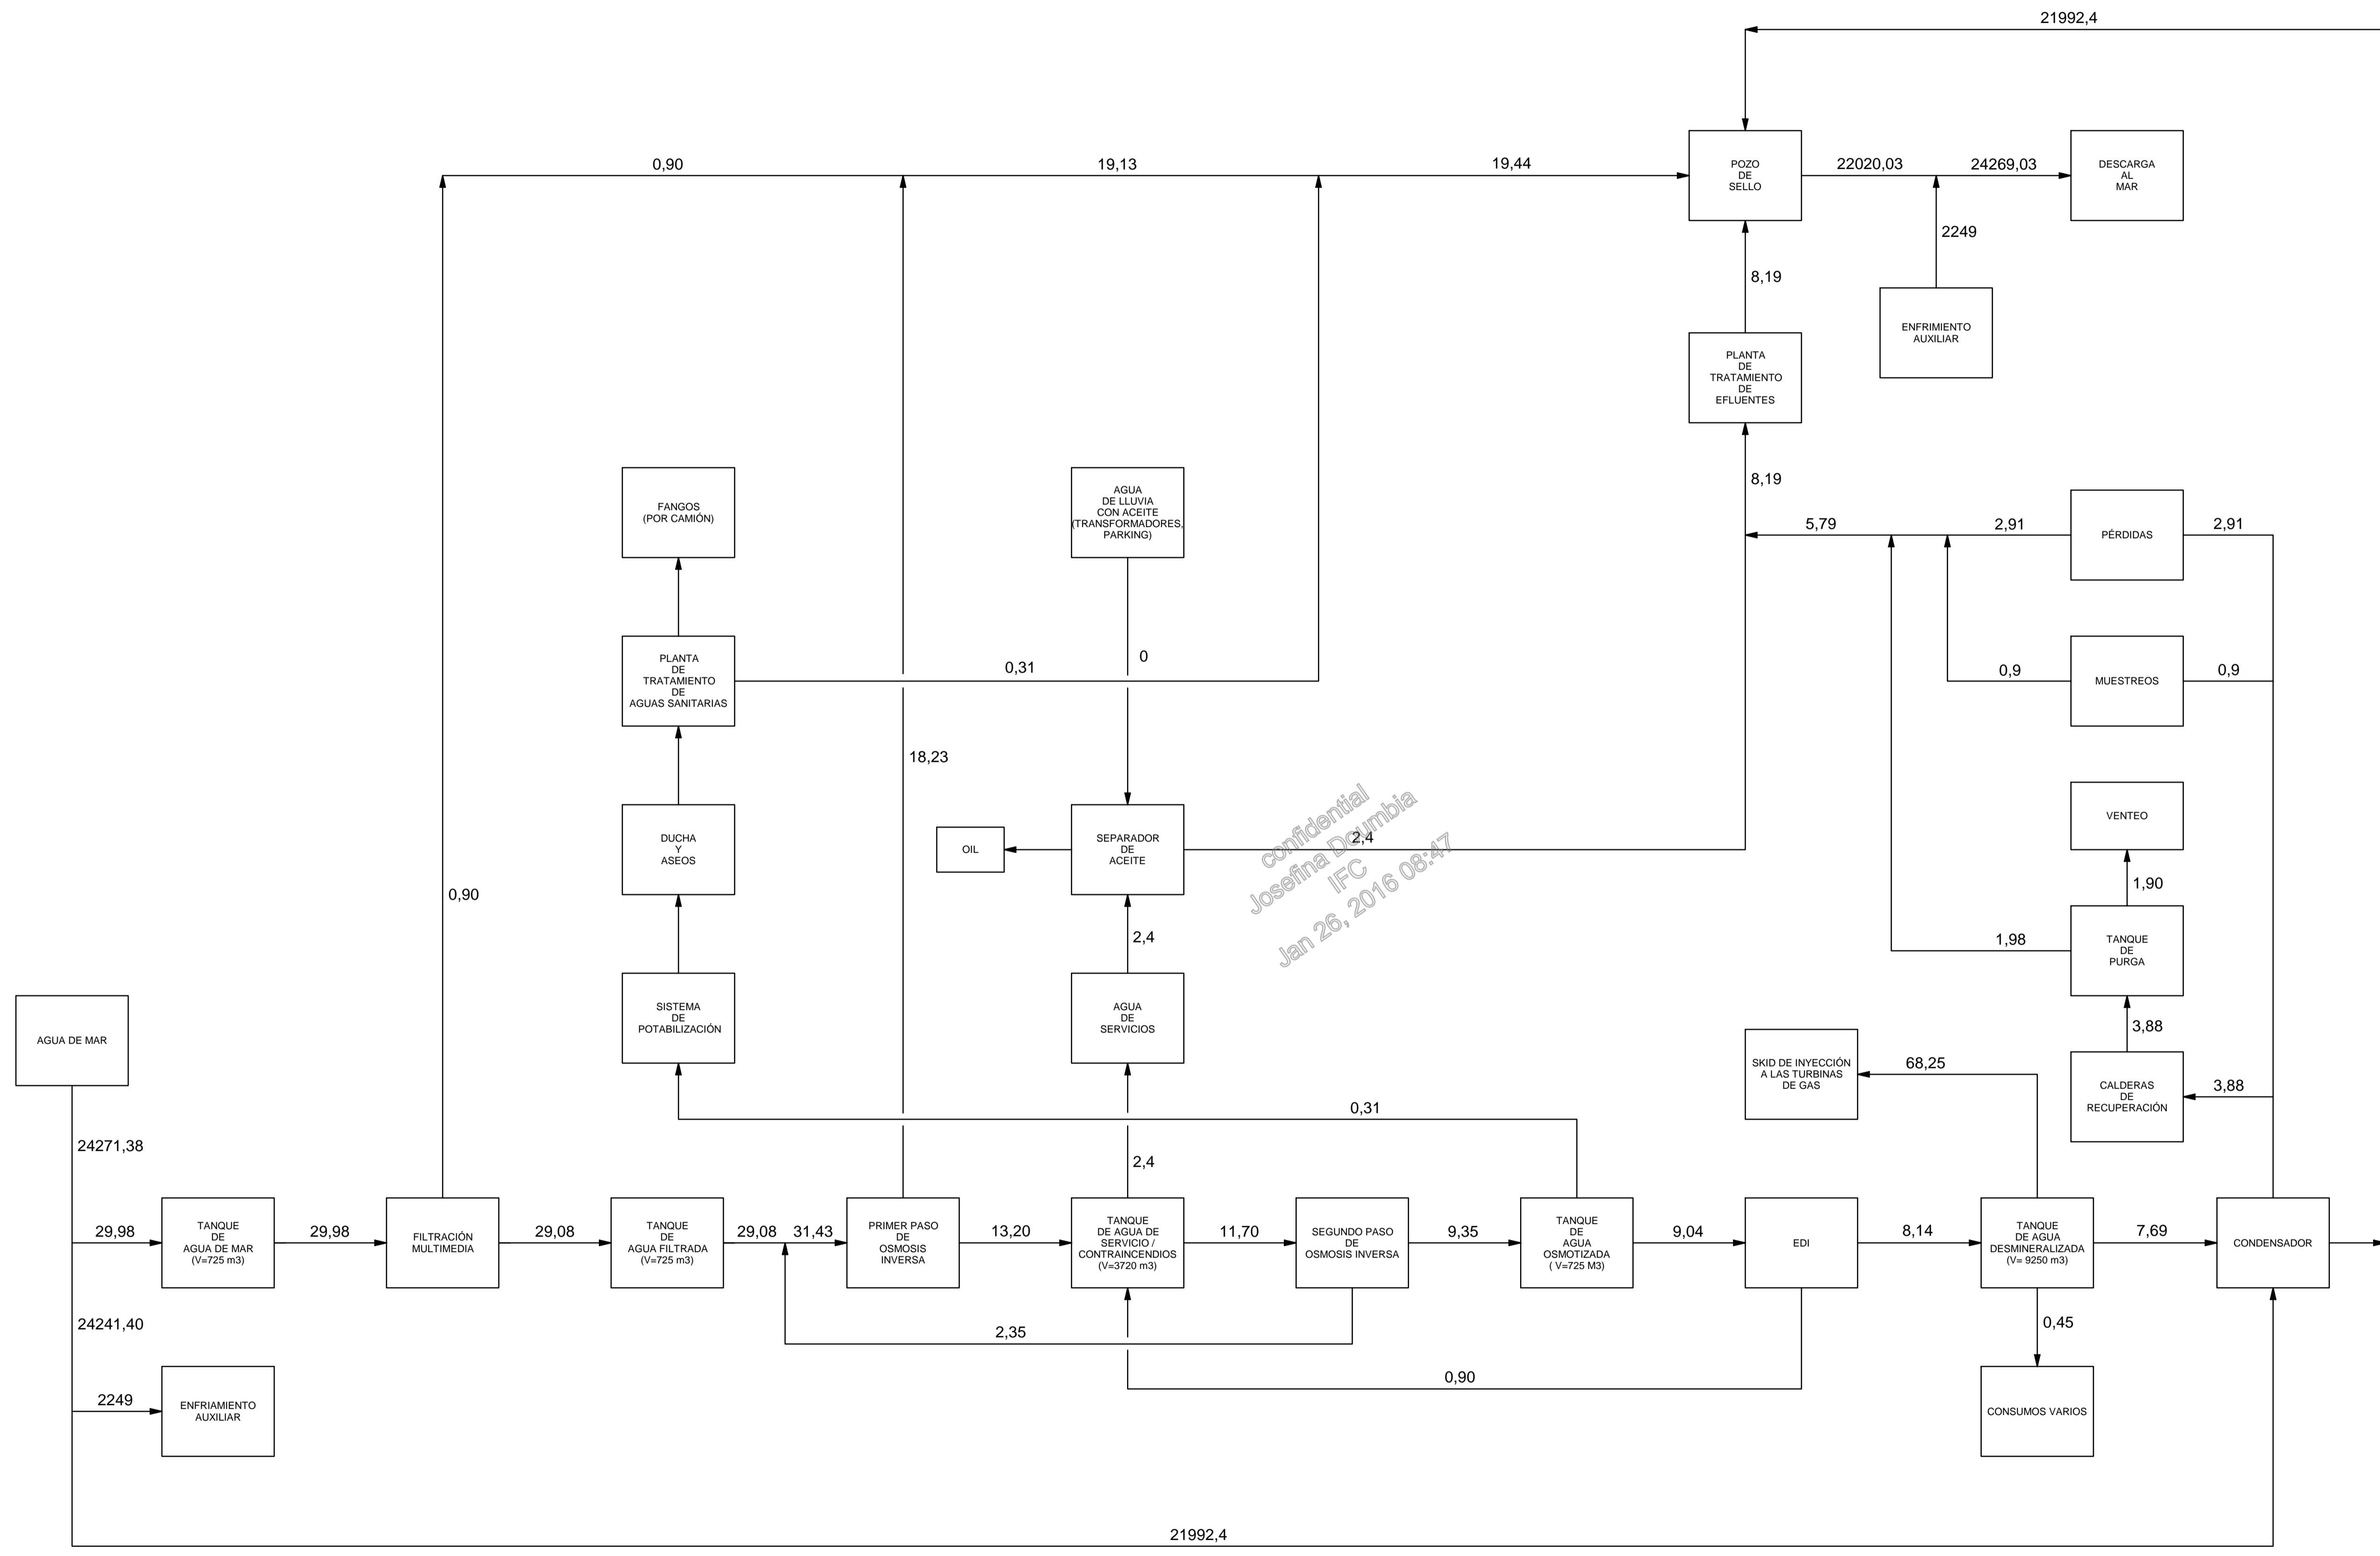 21992,4
0,90
19,13
19,44
POZO
DE
SELLO
22020,03
24269,03
DESCARGA
AL
MAR
2249
8,19
ENFRIMIENTO
AUXILIAR
PLANTA
DE
TRATAMIENTO
DE
EFLUENTES
8,19
FANGOS
(POR CAMIÓN)
AGUA
DE LLUVIA
CON ACEITE
(TRANSFORMADORES,
PARKING)
5,79
2,91
PÉRDIDAS
2,91
PLANTA
DE
TRATAMIENTO
DE
AGUAS SANITARIAS
0,31
0
0,9
MUESTREOS
0,9
18,23
DUCHA
Y
ASEOS
OIL
SEPARADOR
DE
ACEITE
2,4
confidential
Josefina Doumbia
IFC
Jan 26, 2016 08:47
VENTEO
1,90
0,90
2,4
1,98
TANQUE
DE
PURGA
SISTEMA
DE
POTABILIZACIÓN
AGUA
DE
SERVICIOS
3,88
AGUA DE MAR
SKID DE INYECCIÓN
A LAS TURBINAS
DE GAS
68,25
CALDERAS
DE
RECUPERACIÓN
3,88
0,31
24271,38
2,4
29,98
TANQUE
DE
AGUA DE MAR
(V=725 m3)
29,98
FILTRACIÓN
MULTIMEDIA
29,08
TANQUE
DE
AGUA FILTRADA
(V=725 m3)
29,08
31,43
PRIMER PASO
DE
OSMOSIS
INVERSA
13,20
TANQUE
DE AGUA DE
SERVICIO /
CONTRAINCENDIOS
(V=3720 m3)
11,70
SEGUNDO PASO
DE
OSMOSIS INVERSA
9,35
TANQUE
DE
AGUA
OSMOTIZADA
( V=725 M3)
9,04
EDI
8,14
TANQUE
DE AGUA
DESMINERALIZADA
(V= 9250 m3)
7,69
CONDENSADOR
24241,40
2,35
0,45
0,90
2249
ENFRIAMIENTO
AUXILIAR
CONSUMOS VARIOS
21992,4